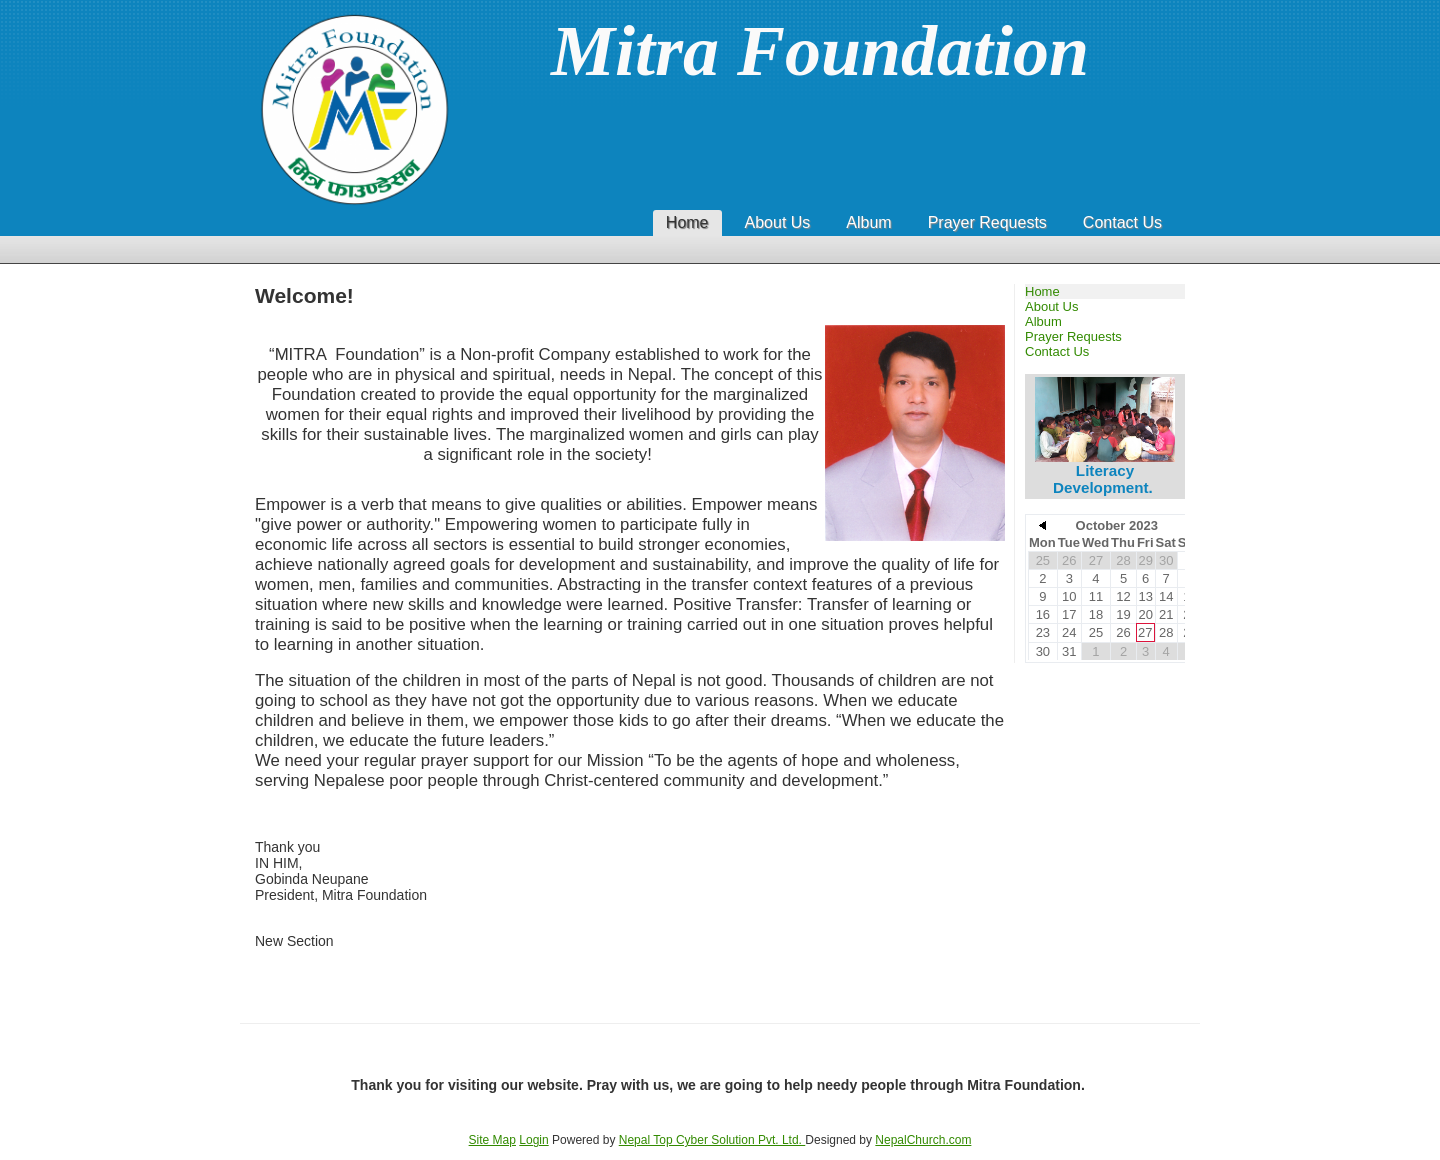 Mitra Foundation
Mitra Foundation
मित्र फाउण्डेसन
Home About Us Album Prayer Requests Contact Us
Welcome!
“MITRA  Foundation” is a Non-profit Company established to work for the
people who are in physical and spiritual, needs in Nepal. The concept of this
Foundation created to provide the equal opportunity for the marginalized
women for their equal rights and improved their livelihood by providing the
skills for their sustainable lives. The marginalized women and girls can play
a significant role in the society!
Empower is a verb that means to give qualities or abilities. Empower means
"give power or authority." Empowering women to participate fully in
economic life across all sectors is essential to build stronger economies,
achieve nationally agreed goals for development and sustainability, and improve the quality of life for
women, men, families and communities. Abstracting in the transfer context features of a previous
situation where new skills and knowledge were learned. Positive Transfer: Transfer of learning or
training is said to be positive when the learning or training carried out in one situation proves helpful
to learning in another situation.
The situation of the children in most of the parts of Nepal is not good. Thousands of children are not
going to school as they have not got the opportunity due to various reasons. When we educate
children and believe in them, we empower those kids to go after their dreams. “When we educate the
children, we educate the future leaders.”
We need your regular prayer support for our Mission “To be the agents of hope and wholeness,
serving Nepalese poor people through Christ-centered community and development.”
Thank you
IN HIM,
Gobinda Neupane
President, Mitra Foundation
New Section
Home
About Us
Album
Prayer Requests
Contact Us
Literacy
Development.
October 2023
Mon Tue Wed Thu Fri Sat
25 26 27 28 29 30
2 3 4 5 6 7
9 10 11 12 13 14
16 17 18 19 20 21
23 24 25 26 27 28
30 31 1 2 3 4
Thank you for visiting our website. Pray with us, we are going to help needy people through Mitra Foundation.
Site Map Login Powered by Nepal Top Cyber Solution Pvt. Ltd. Designed by NepalChurch.com